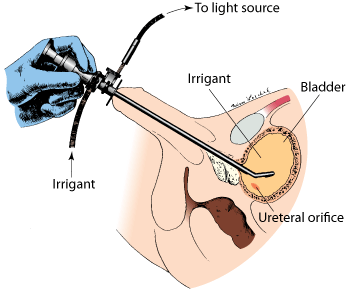 To light source
Irrigant
Bladder
Irrigant
Ureteral orifice